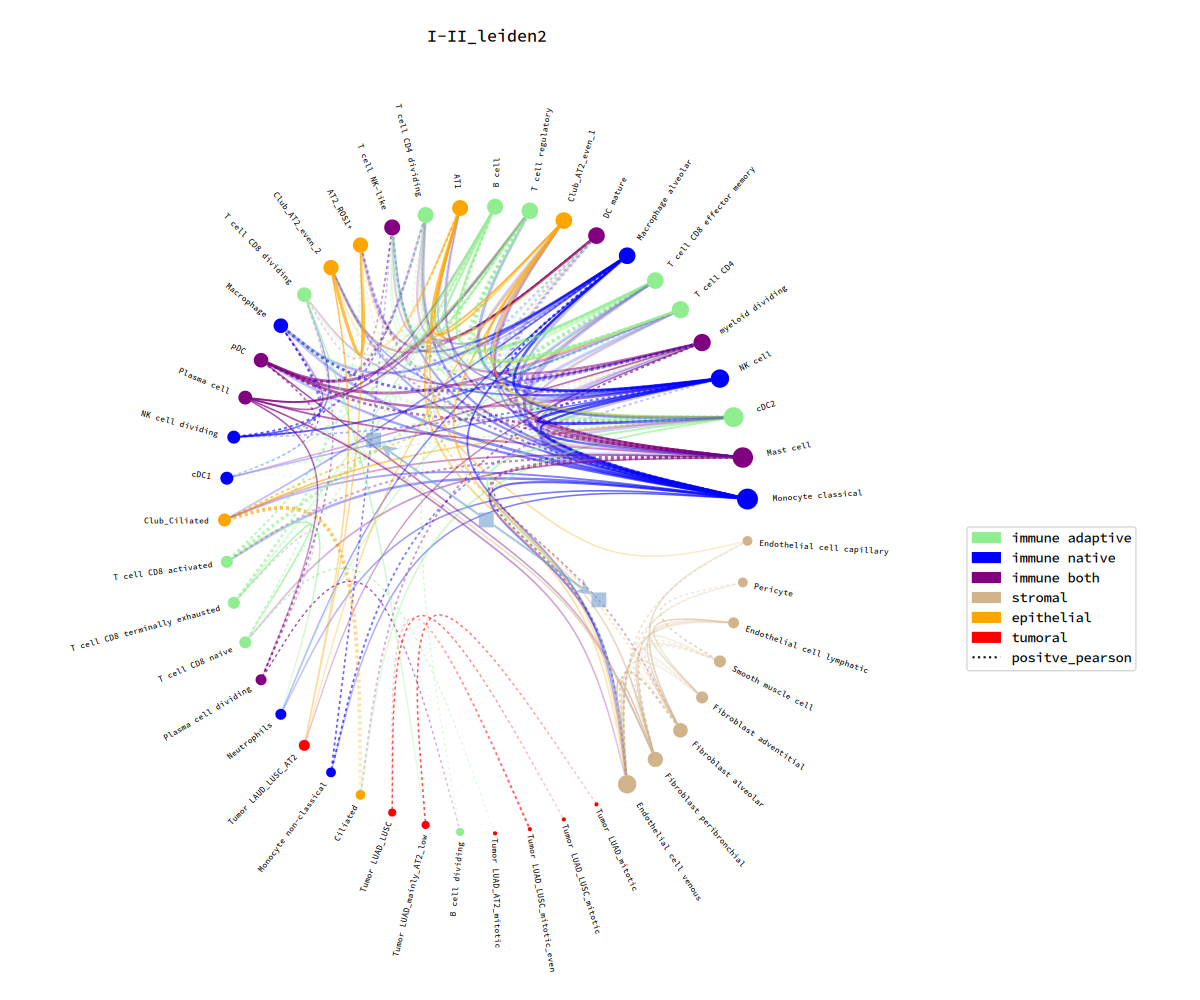 I-II_leiden2
T cell CD4 dividing
T cell NK-like
AT1
B cell
T cell regulatory
Club_AT2_even_1
DC mature
Macrophage alveolar
T cell CD8 effector memory
T cell CD4
myeloid dividing
NK cell
cDC2
Mast cell
Monocyte classical
Endothelial cell capillary
Pericyte
Endothelial cell lymphatic
Smooth muscle cell
Fibroblast adventitial
Fibroblast alveolar
Fibroblast peribronchial
Endothelial cell venous
Tumor LUAD_mitotic
Tumor LUAD_LUSC_mitotic
Tumor LUAD_LUSC_mitotic_even
Tumor LUAD_AT2_mitotic
B cell dividing
Tumor LUAD_mainly_AT2_low
Tumor LUAD_LUSC
Ciliated
Monocyte non-classical
Tumor LAUD_LUSC_AT2
Neutrophils
Plasma cell dividing
T cell CD8 naive
T cell CD8 terminally exhausted
T cell CD8 activated
Club_Ciliated
cDC1
NK cell dividing
Plasma cell
pDC
Macrophage
T cell CD8 dividing
Club_AT2_even_2
AT2_ROS1+
immune adaptive
immune native
immune both
stromal
epithelial
tumoral
positve_pearson